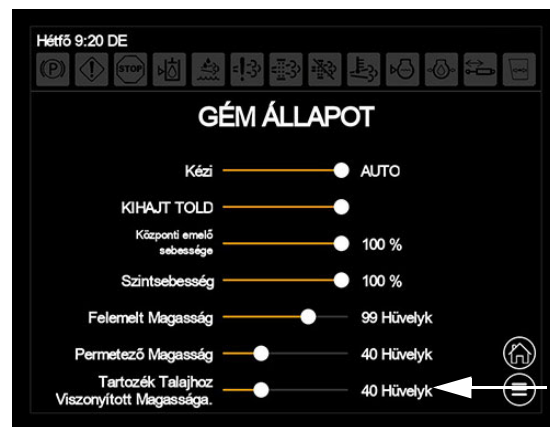 Hétfő 9:20 DE
(P) STOP
GÉM ÁLLAPOT
Kézi AUTO
KIHAJT TOLD
Központi emelő
sebessége 100 %
Szintsebesség 100 %
Felemelt Magasság 99 Hüvelyk
Permetező Magasság 40 Hüvelyk
Tartozék Talajhoz
Viszonyított Magassága. 40 Hüvelyk